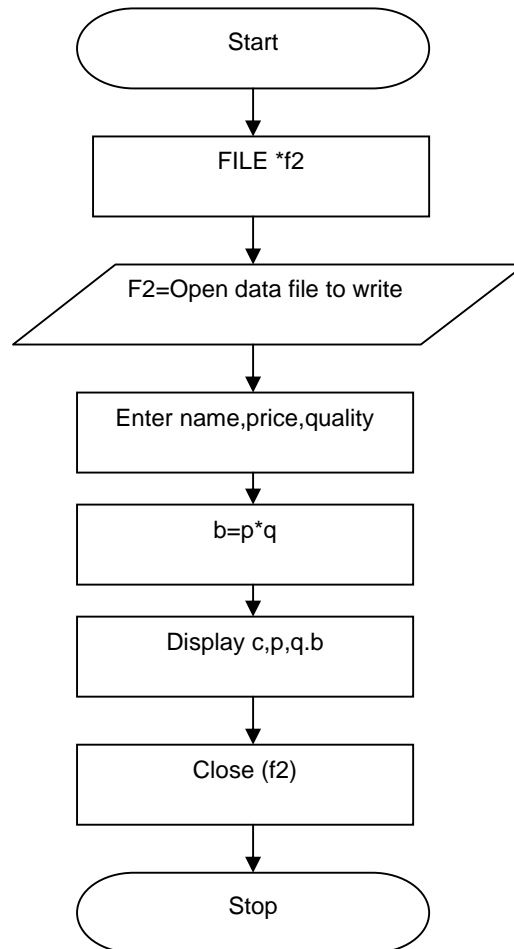 Start
FILE *f2
F2=Open data file to write
Enter name,price,quality
b=p*q
Display c,p,q.b
Close (f2)
Stop